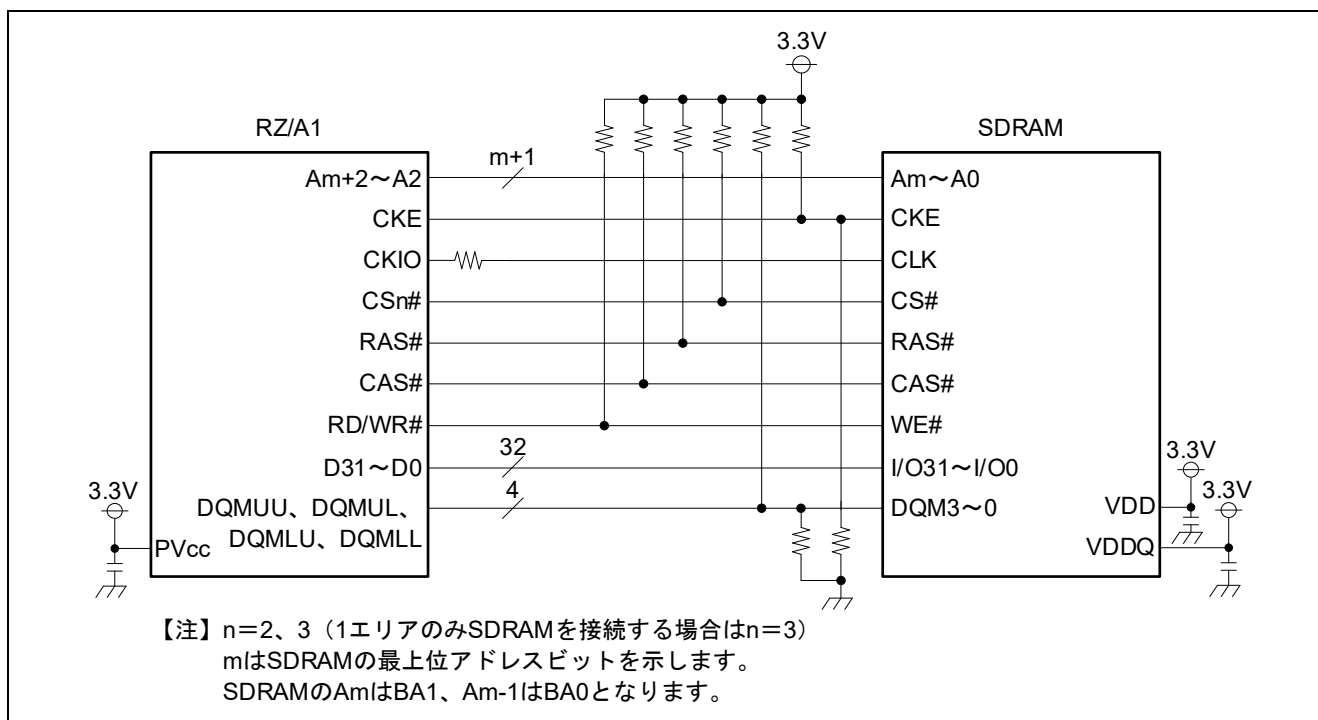 3.3V
RZ/A1
SDRAM
m+1
Am+2～A2
Am～A0
CKE
CKE
CKIO
CLK
CSn#
CS#
RAS#
RAS#
CAS#
CAS#
RD/WR#
WE#
32
D31～D0
I/O31～I/O0
3.3V
3.3V
3.3V
4
DQMUU、DQMUL、
DQMLU、DQMLL
DQM3～0
VDD
PVcc
VDDQ
【注】n＝2、3（1エリアのみSDRAMを接続する場合はn＝3）
mはSDRAMの最上位アドレスビットを示します。
SDRAMのAmはBA1、Am-1はBA0となります。